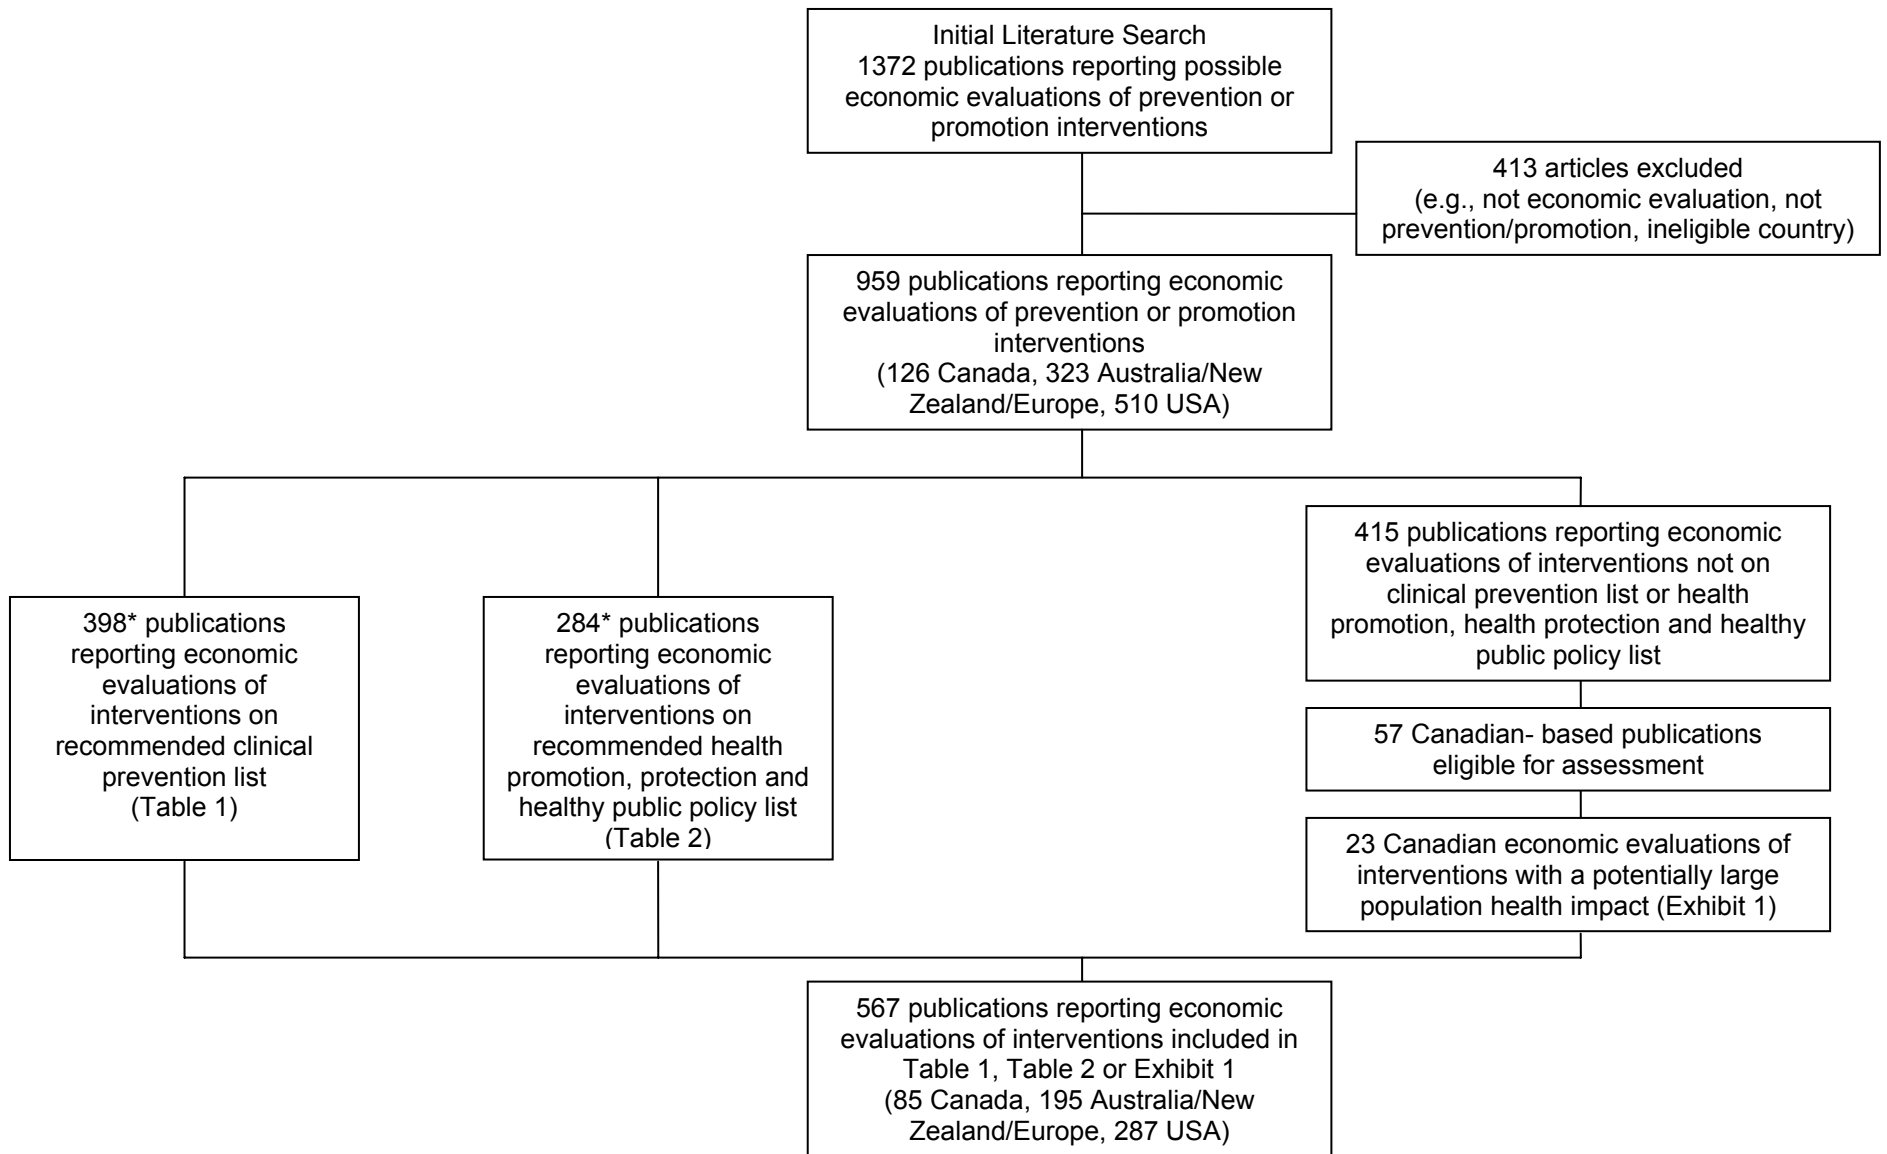 Initial Literature Search
1372 publications reporting possible
economic evaluations of prevention or
promotion interventions
413 articles excluded
(e.g., not economic evaluation, not
prevention/promotion, ineligible country)
959 publications reporting economic
evaluations of prevention or promotion
interventions
(126 Canada, 323 Australia/New
Zealand/Europe, 510 USA)
398* publications
reporting economic
evaluations of
interventions on
recommended clinical
prevention list
(Table 1)
284* publications
reporting economic
evaluations of
interventions on
recommended health
promotion, protection and
healthy public policy list
(Table 2)
415 publications reporting economic
evaluations of interventions not on
clinical prevention list or health
promotion, health protection and healthy
public policy list
57 Canadian- based publications
eligible for assessment
23 Canadian economic evaluations of
interventions with a potentially large
population health impact (Exhibit 1)
567 publications reporting economic
evaluations of interventions included in
Table 1, Table 2 or Exhibit 1
(85 Canada, 195 Australia/New
Zealand/Europe, 287 USA)